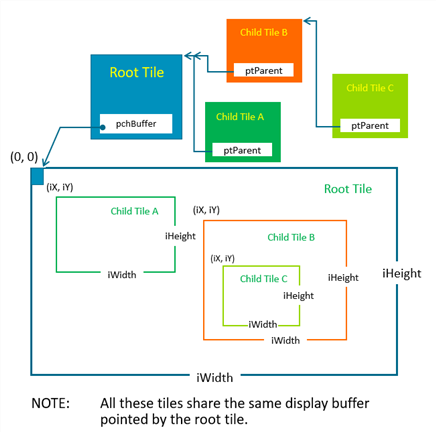 Child Tile B
ptParent
Root Tile
pchBuffer
Child Tile C
ptParent
Child Tile A
ptParent
(0, 0)
Root Tile
(iX, iY)
Child Tile A
iHeight
iWidth
(iX, iY)
Child Tile B
iHeight
iWidth
(iX, iY)
Child Tile C
iHeight
iWidth
iHeight
iWidth
NOTE: All these tiles share the same display buffer
pointed by the root tile.